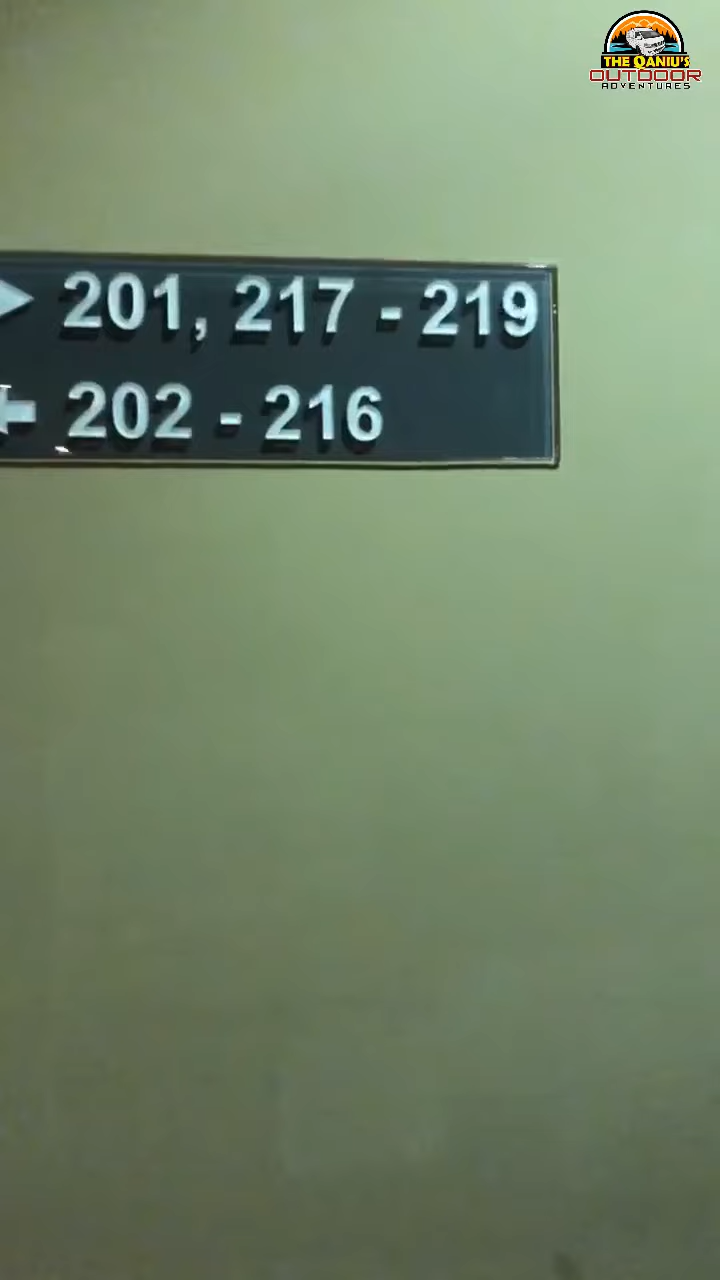 THE QANIU'S
OUTDOOR
ADVENTURES
201, 217 - 219
202 - 216